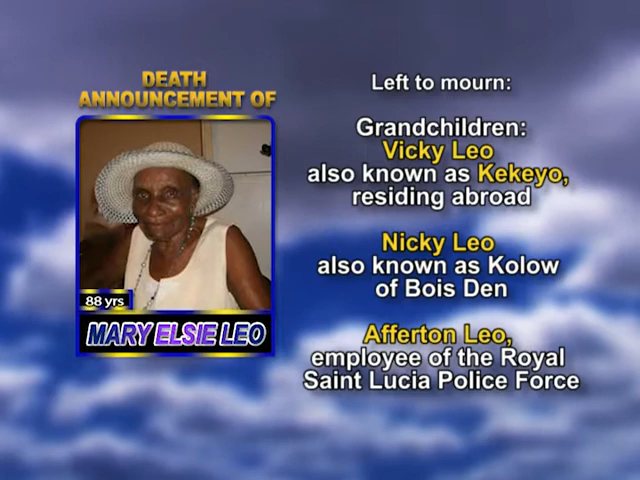 DEATH
ANNOUNCEMENT OF
88 yrs
MARY ELSIE LEO
Left to mourn:
Grandchildren:
Vicky Leo
also known as Kekeyo,
residing abroad
Nicky Leo
also known as Kolow
of Bois Den
Afferton Leo,
employee of the Royal
Saint Lucia Police Force